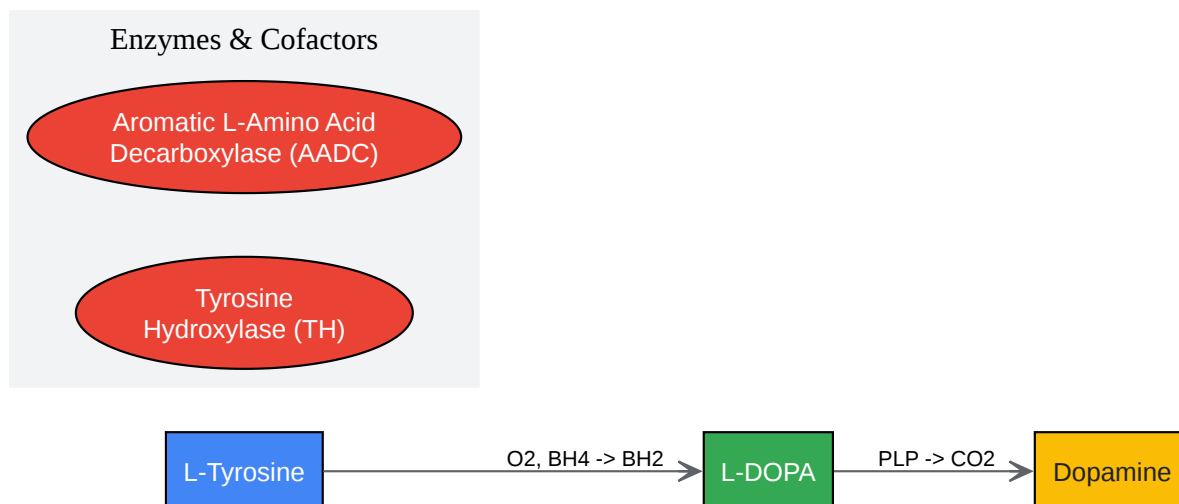 Enzymes & Cofactors
Aromatic L-Amino Acid
Decarboxylase (AADC)
Tyrosine
Hydroxylase (TH)
L-Tyrosine
O2, BH4 -> BH2
L-DOPA
PLP -> CO2
Dopamine